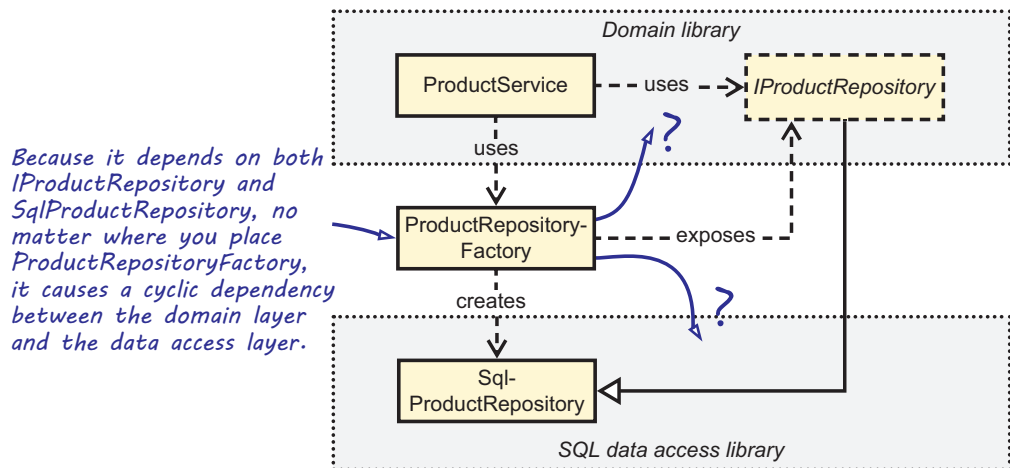 Domain library
ProductService
uses
IProductRepository
?
uses
Because it depends on both
IProductRepository and
SqlProductRepository, no
matter where you place
ProductRepositoryFactory,
it causes a cyclic dependency
between the domain layer
and the data access layer.
ProductRepository-
Factory
exposes
creates
?
Sql-
ProductRepository
SQL data access library